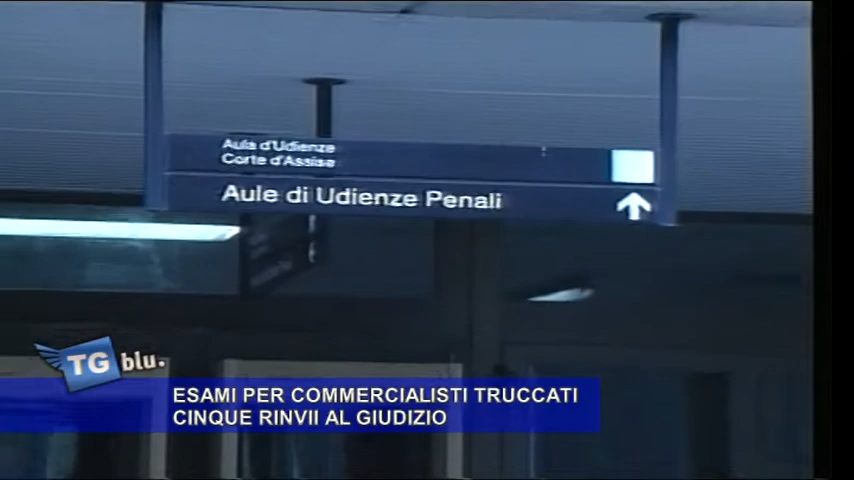 Aula d'Udienze
Corte d'Assise
Aule di Udienze Penali
TG blu.
ESAMI PER COMMERCIALISTI TRUCCATI
CINQUE RINVII AL GIUDIZIO